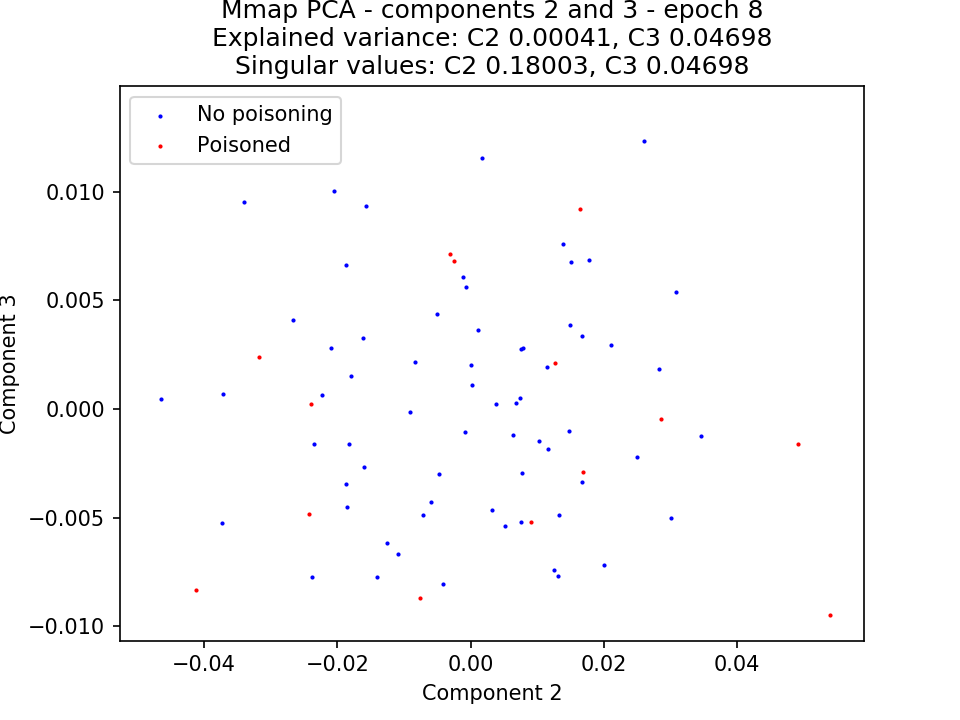 Mmap PCA - components 2 and 3 - epoch 8
Explained variance: C2 0.00041, C3 0.04698
Singular values: C2 0.18003, C3 0.04698
No poisoning
Poisoned
0.010
0.005
0.000
−0.005
−0.010
Component 3
−0.04
−0.02
0.00
0.02
0.04
Component 2